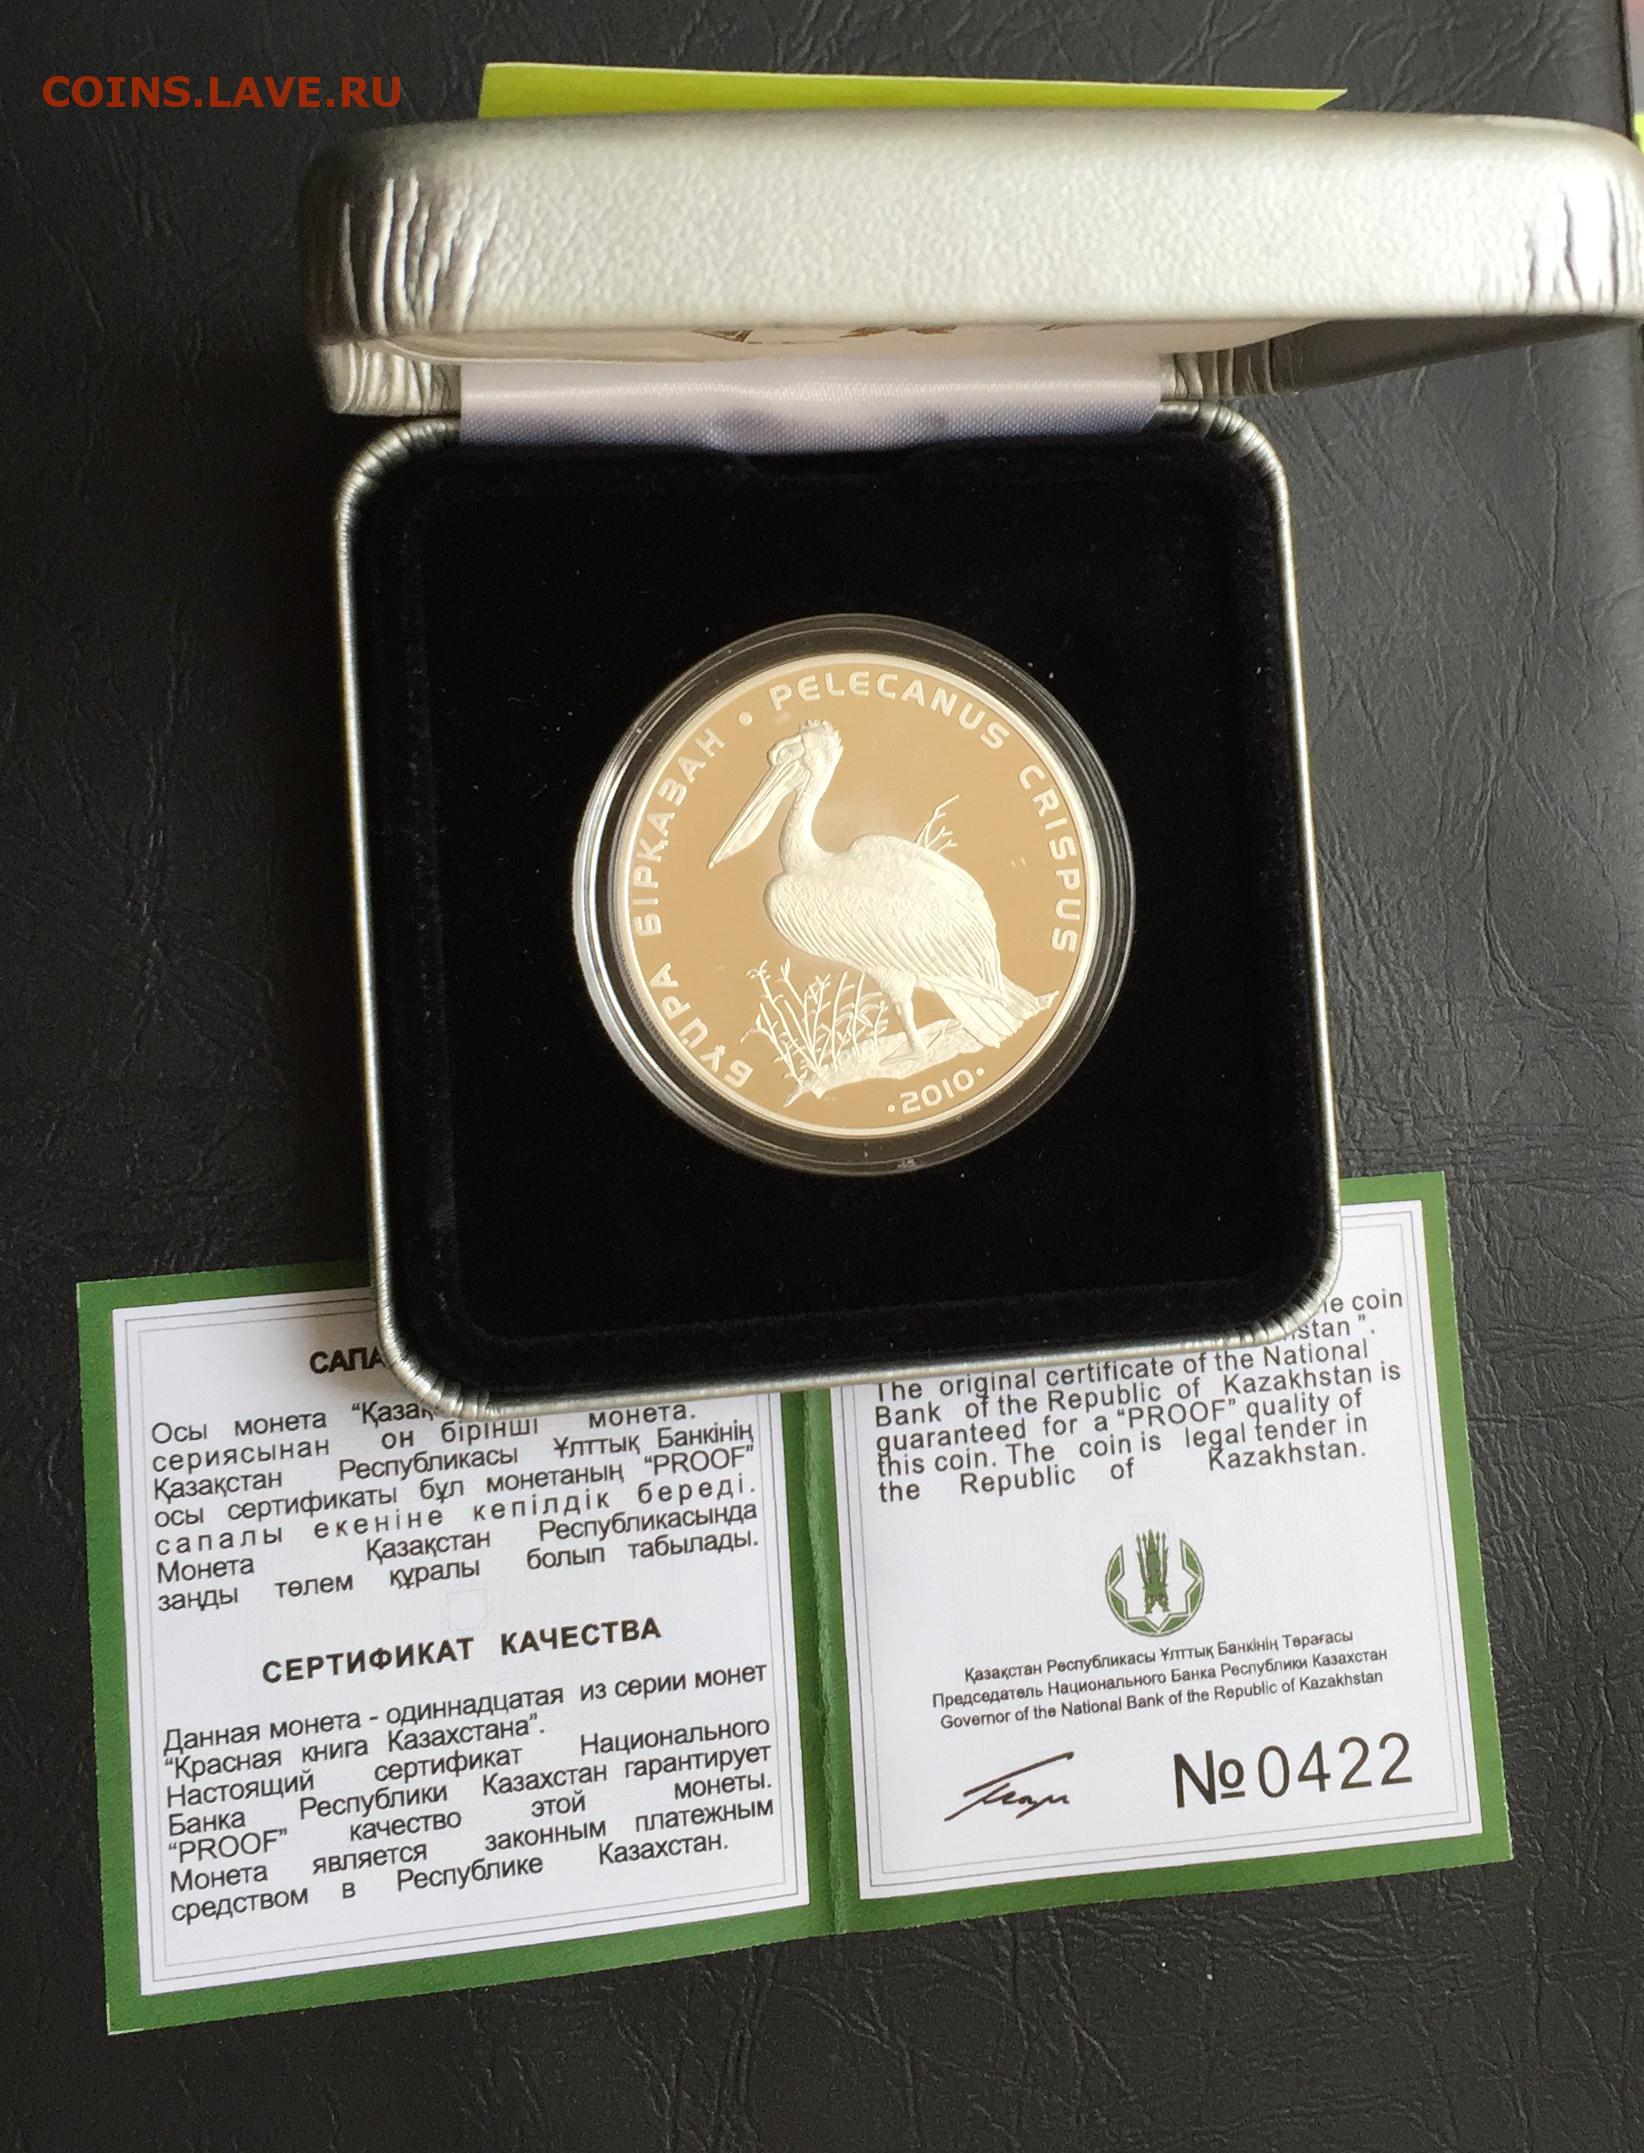 COINS.LAVE.RU
БҮЙРА БІРҚАЗАН • PELECANUS CRISPUS
• 2010 •
Осы монета
сериясынан он бірінші монета.
Қазақстан Республикасы Ұлттық Банкінің
осы сертификаты бұл монетаның “PROOF”
сапалы екеніне кепілдік береді.
Монета Қазақстан Республикасында
заңды төлем құралы болып табылады.
СЕРТИФИКАТ КАЧЕСТВА
Данная монета - одиннадцатая из серии монет
“Красная книга Казахстана”.
Настоящий сертификат Национального
Банка Республики Казахстан гарантирует
“PROOF” качество этой монеты.
Монета является законным платежным
средством в Республике Казахстан.
coin
The original certificate of the National
Bank of the Republic of Kazakhstan is
guaranteed for a “PROOF” quality of
this coin. The coin is legal tender in
the Republic of Kazakhstan.
Қазақстан Республикасы Ұлттық Банкінің Төрағасы
Председатель Национального Банка Республики Казахстан
Governor of the National Bank of the Republic of Kazakhstan
№0422